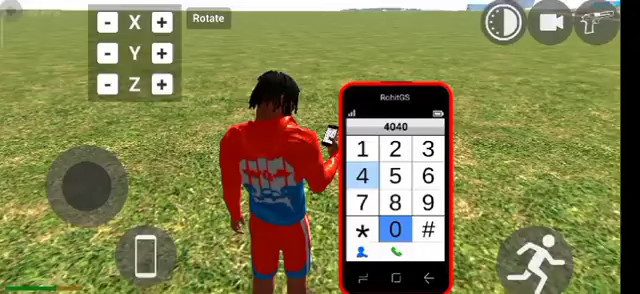 - X +
Rotate
- Y +
- Z +
RohitGS
4040
1 2 3
4 5 6
7 8 9
* 0 #